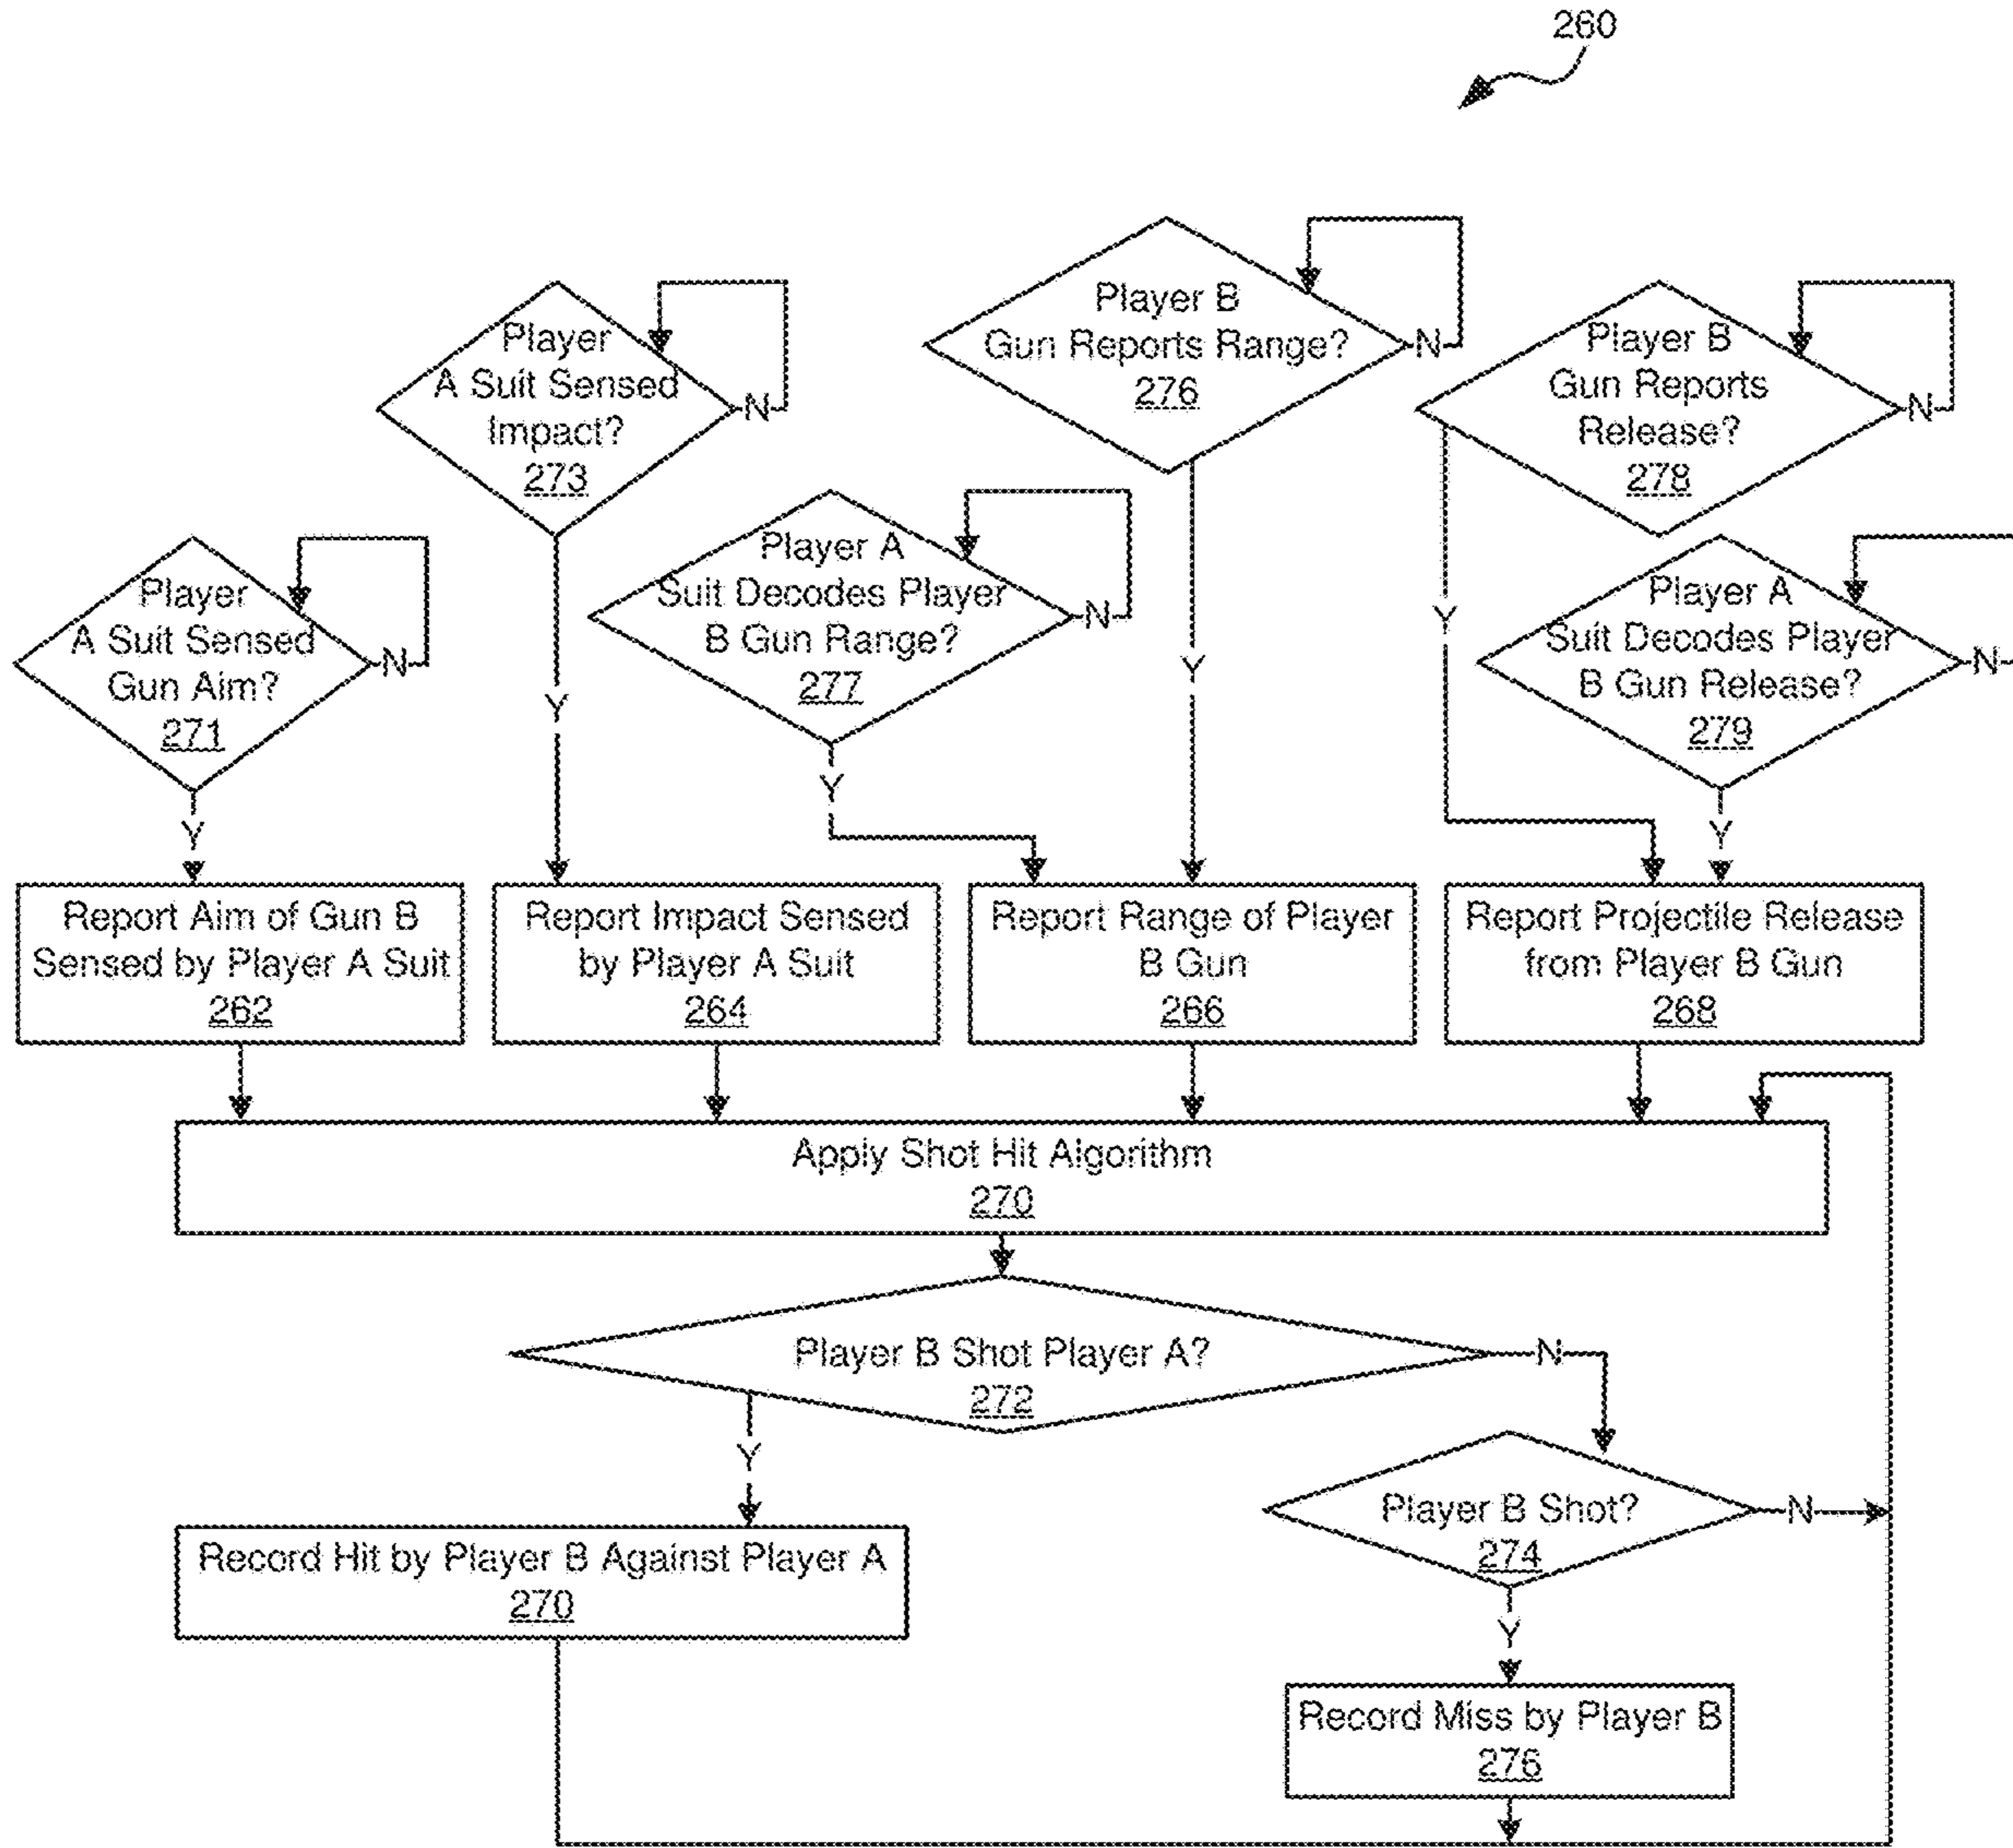 260
Player B
Gun Reports Range?
276
N
Player
A Suit Sensed
Impact?
273
N
Player B
Gun Reports
Release?
278
N
Player A
Suit Decodes Player
B Gun Range?
277
N
Player
A Suit Sensed
Gun Aim?
271
N
Player A
Suit Decodes Player
B Gun Release?
279
N
Y
Y
Y
Y
Y
Y
Report Aim of Gun B
Sensed by Player A Suit
262
Report Impact Sensed
by Player A Suit
264
Report Range of Player
B Gun
266
Report Projectile Release
from Player B Gun
268
Apply Shot Hit Algorithm
270
Player B Shot Player A?
272
N
Y
Player B Shot?
274
N
Record Hit by Player B Against Player A
270
Y
Record Miss by Player B
276